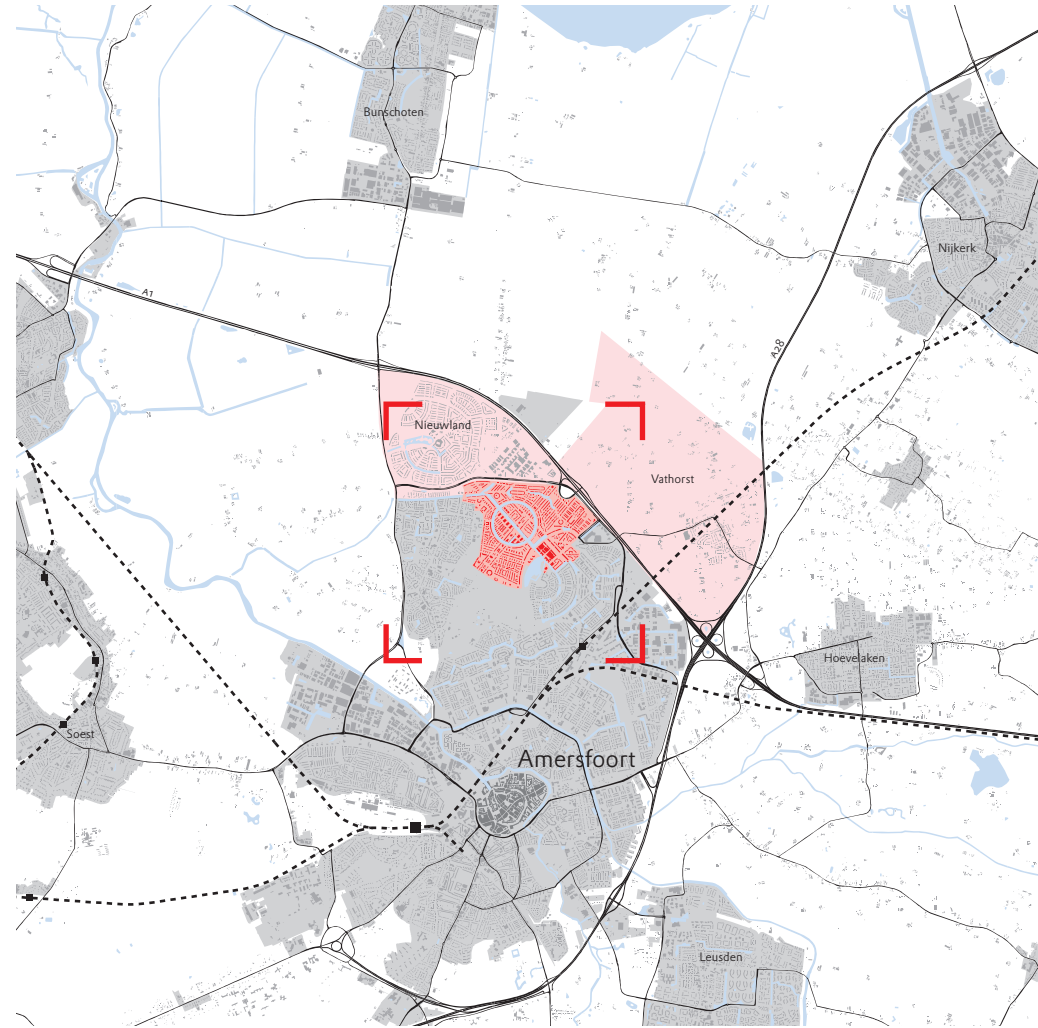 Bunschoten
Nijkerk
A1
A28
Nieuwland
Vathorst
Hoevelaken
Soest
Amersfoort
Leusden